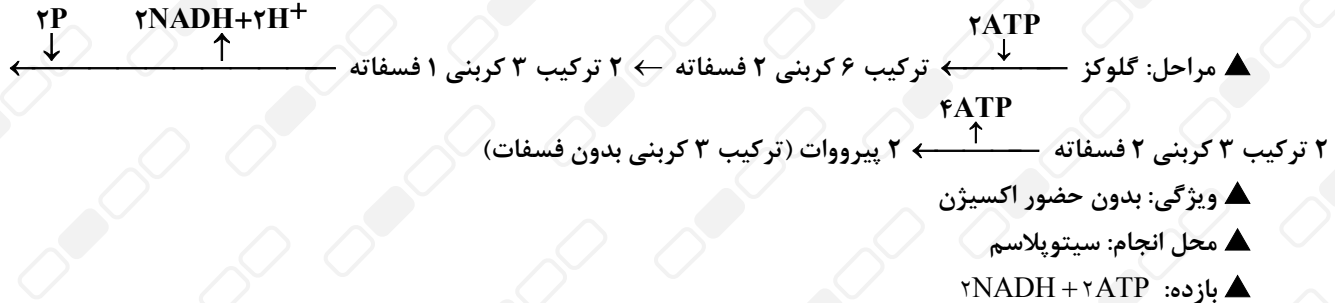 ۲P ۲NADH+۲H+ ۲ATP
▲ مراحل: گلوکز ← ترکیب ۶ کربنی ۲ فسفاته ← ۲ ترکیب ۳ کربنی ۱ فسفاته ←
۴ATP
۲ ترکیب ۳ کربنی ۲ فسفاته ← ۲ پیرووات (ترکیب ۳ کربنی بدون فسفات)
▲ ویژگی: بدون حضور اکسیژن
▲ محل انجام: سیتوپلاسم
▲ بازده: ۲NADH + ۲ATP